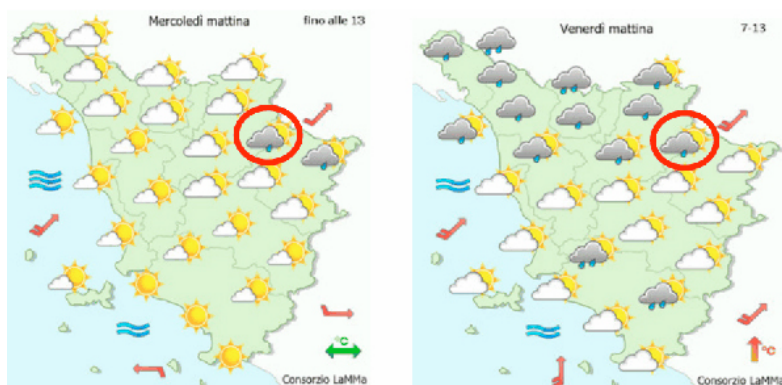 Mercoledì mattina fino alle 13
°C
Consorzio LaMMa
Venerdì mattina 7-13
°C
Consorzio LaMMa